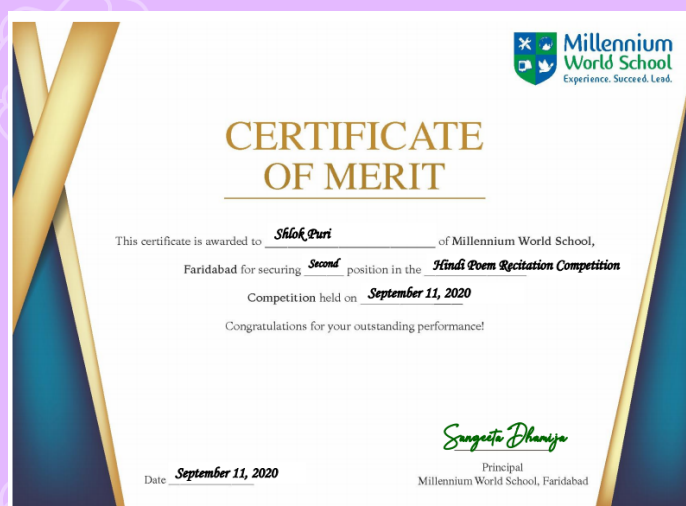 Millennium
World School
Experience. Succeed. Lead.
CERTIFICATE
OF MERIT
This certificate is awarded to Shlok Puri of Millennium World School,
Faridabad for securing Second position in the Hindi Poem Recitation Competition
Competition held on September 11, 2020
Congratulations for your outstanding performance!
Sangeeta Dhamija
Date September 11, 2020
Principal
Millennium World School, Faridabad